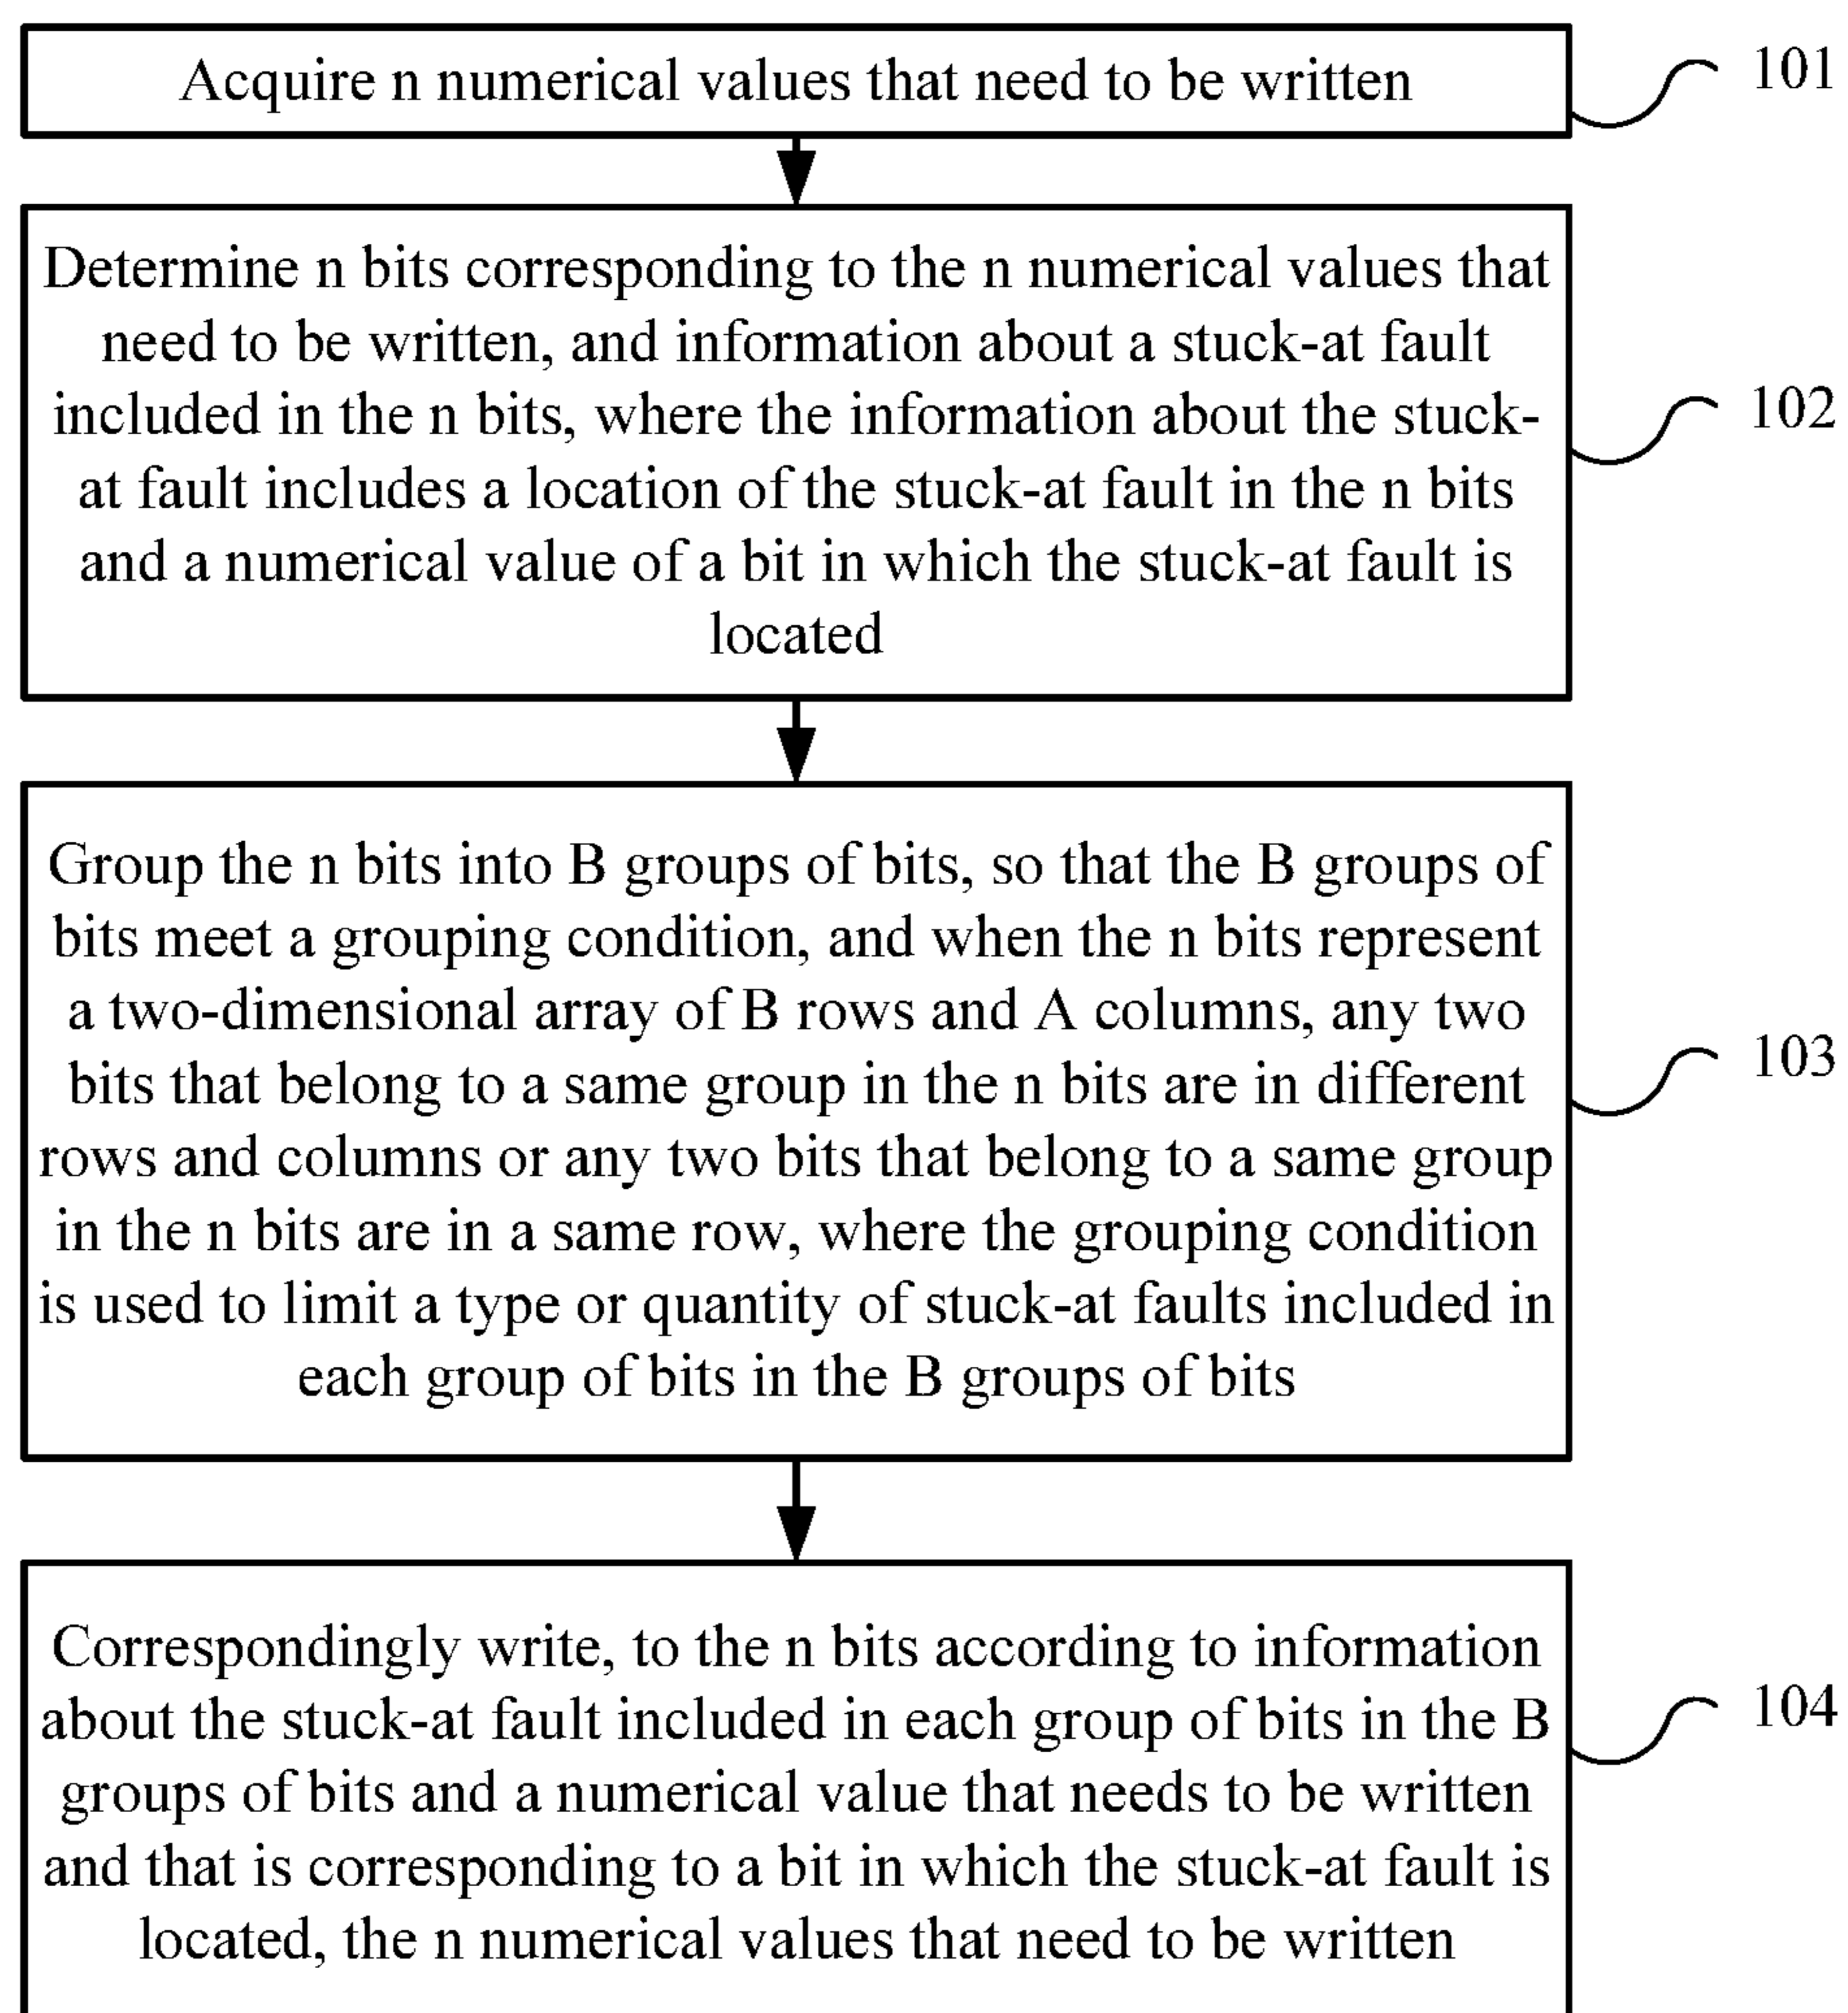 Acquire n numerical values that need to be written
101
Determine n bits corresponding to the n numerical values that
need to be written, and information about a stuck-at fault
included in the n bits, where the information about the stuck-
at fault includes a location of the stuck-at fault in the n bits
and a numerical value of a bit in which the stuck-at fault is
located
102
Group the n bits into B groups of bits, so that the B groups of
bits meet a grouping condition, and when the n bits represent
a two-dimensional array of B rows and A columns, any two
bits that belong to a same group in the n bits are in different
rows and columns or any two bits that belong to a same group
in the n bits are in a same row, where the grouping condition
is used to limit a type or quantity of stuck-at faults included in
each group of bits in the B groups of bits
103
Correspondingly write, to the n bits according to information
about the stuck-at fault included in each group of bits in the B
groups of bits and a numerical value that needs to be written
and that is corresponding to a bit in which the stuck-at fault is
located, the n numerical values that need to be written
104